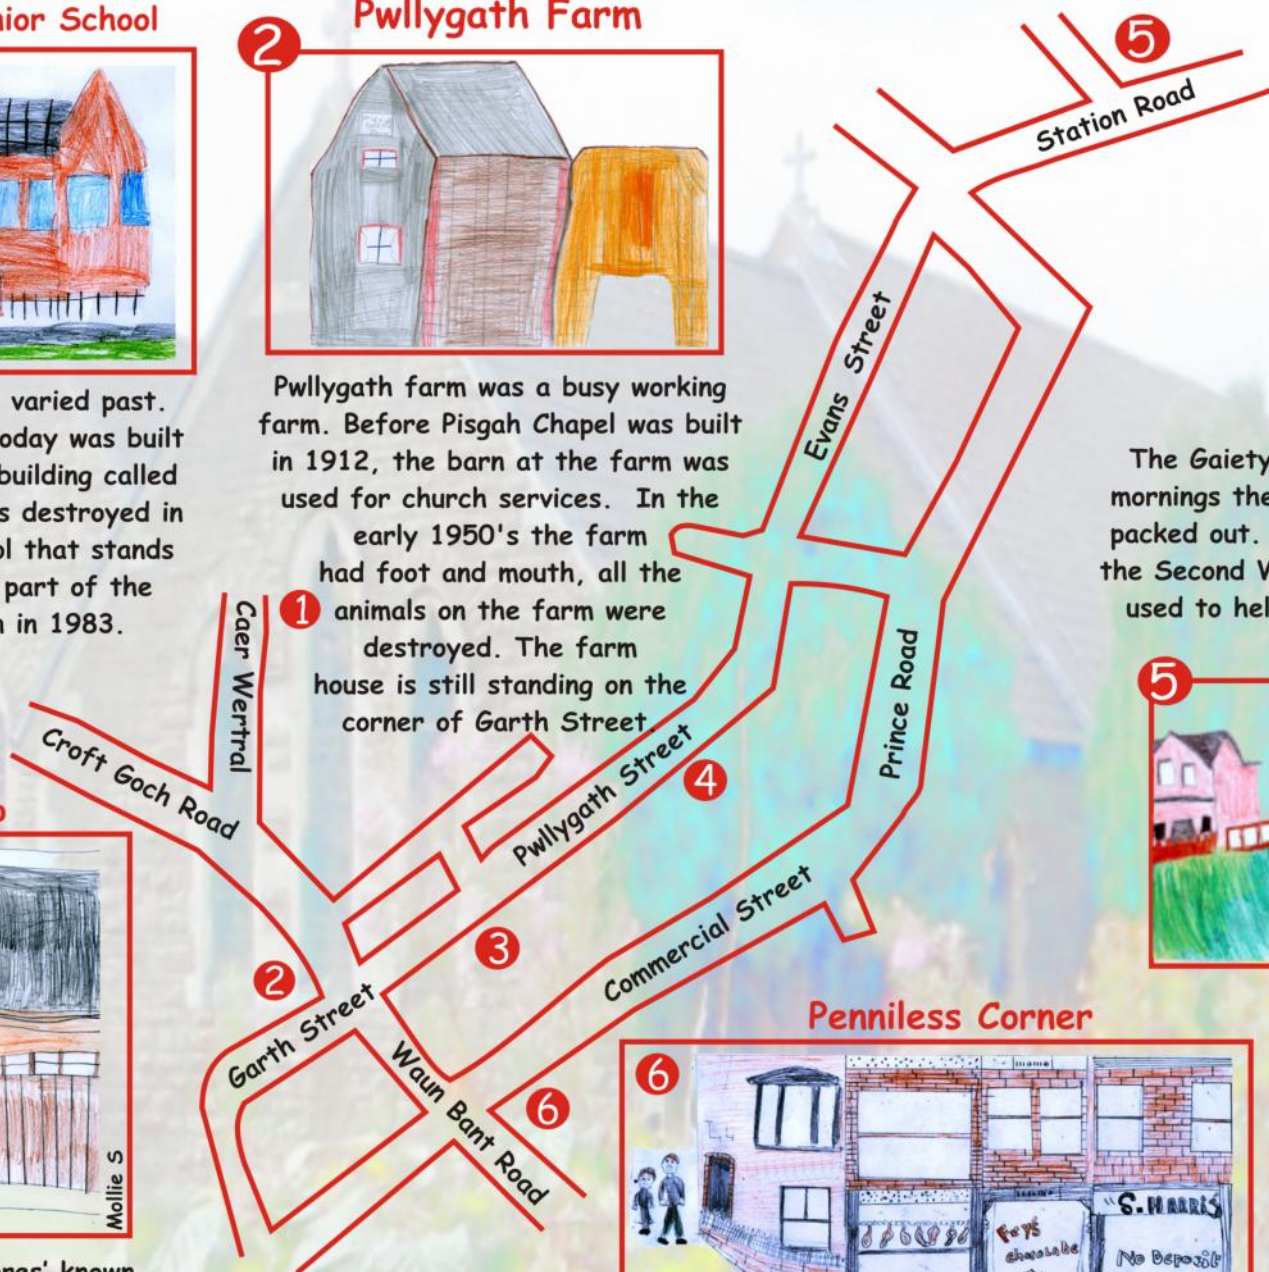 nior School
2
Pwllygath Farm
varied past.
oday was built
building called
s destroyed in
ol that stands
part of the
n in 1983.
Pwllygath farm was a busy working
farm. Before Pisgah Chapel was built
in 1912, the barn at the farm was
used for church services. In the
early 1950's the farm
had foot and mouth, all the
animals on the farm were
destroyed. The farm
house is still standing on the
corner of Garth Street.
5
Station Road
Evans Street
The Gaiety
mornings the
packed out.
the Second W
used to hel
1
Caer Wertral
Croft Goch Road
Pwllygath Street
4
Prince Road
5
3
2
Commercial Street
Garth Street
Waun Bant Road
6
Mollie S
Penniless Corner
6
S. HARRIS
Frys
chocolate
No Deposit
ngs' known